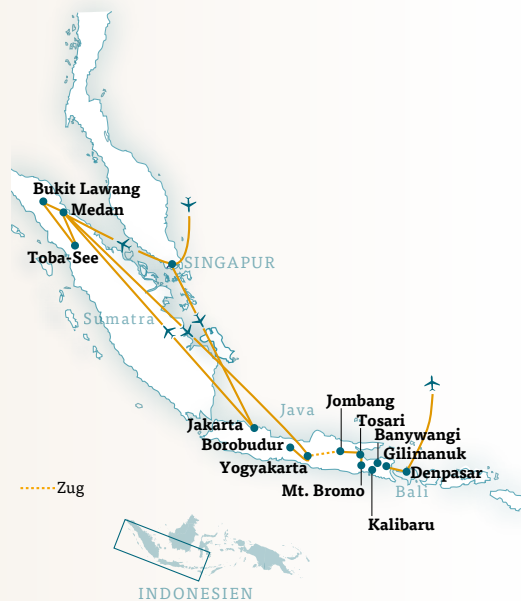 Bukit Lawang
Medan
Toba-See
SINGAPUR
Sumatra
Java
Jombang
Tosari
Jakarta
Banywangi
Borobudur
Gilimanuk
Yogyakarta
Denpasar
Zug
Mt. Bromo
Bali
Kalibaru
INDONESIEN